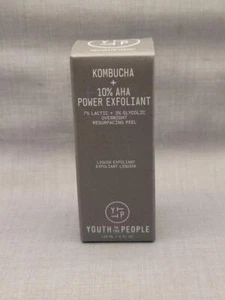 KOMBUCHA
+
10% AHA
POWER EXFOLIANT
7% LACTIC + 3% GLYCOLIC
OVERNIGHT
RESURFACING PEEL
LIQUID EXFOLIANT
EXFOLIANT LIQUIDE
YTTP
YOUTH TO THE PEOPLE